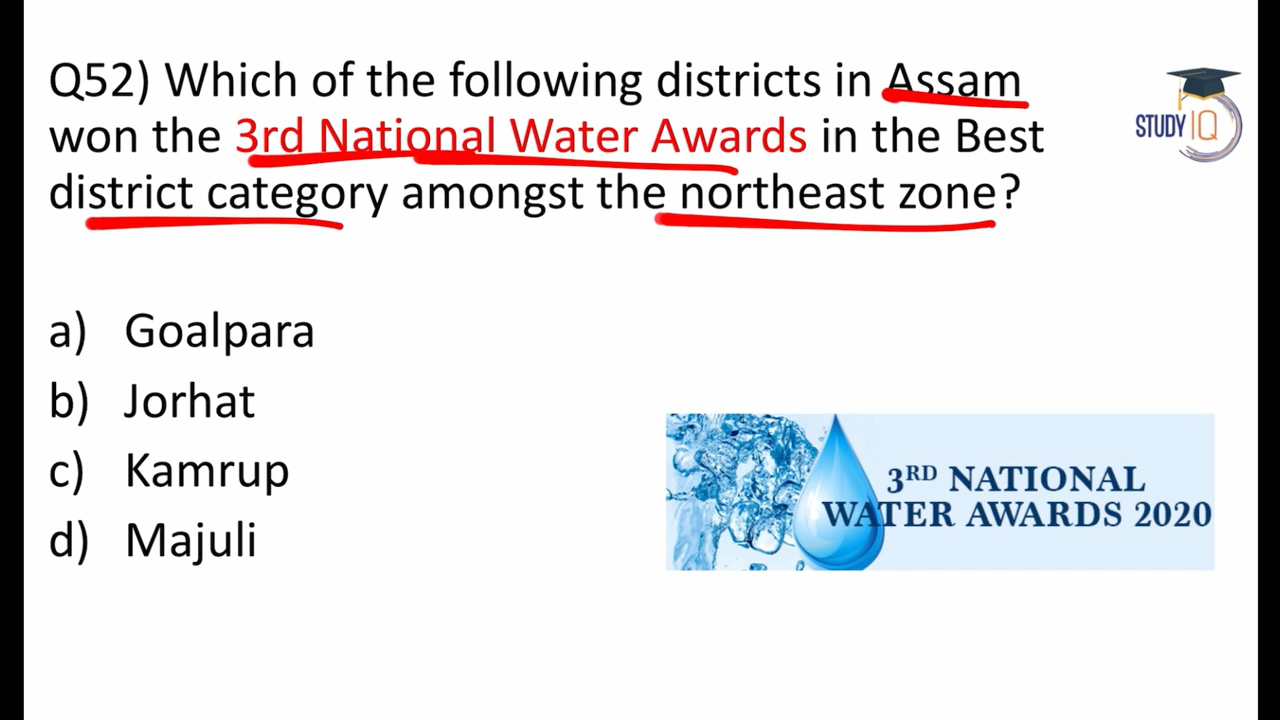 Q52) Which of the following districts in Assam
won the 3rd National Water Awards in the Best
district category amongst the northeast zone?
STUDY IQ
a) Goalpara
b) Jorhat
c) Kamrup
d) Majuli
3RD NATIONAL
WATER AWARDS 2020